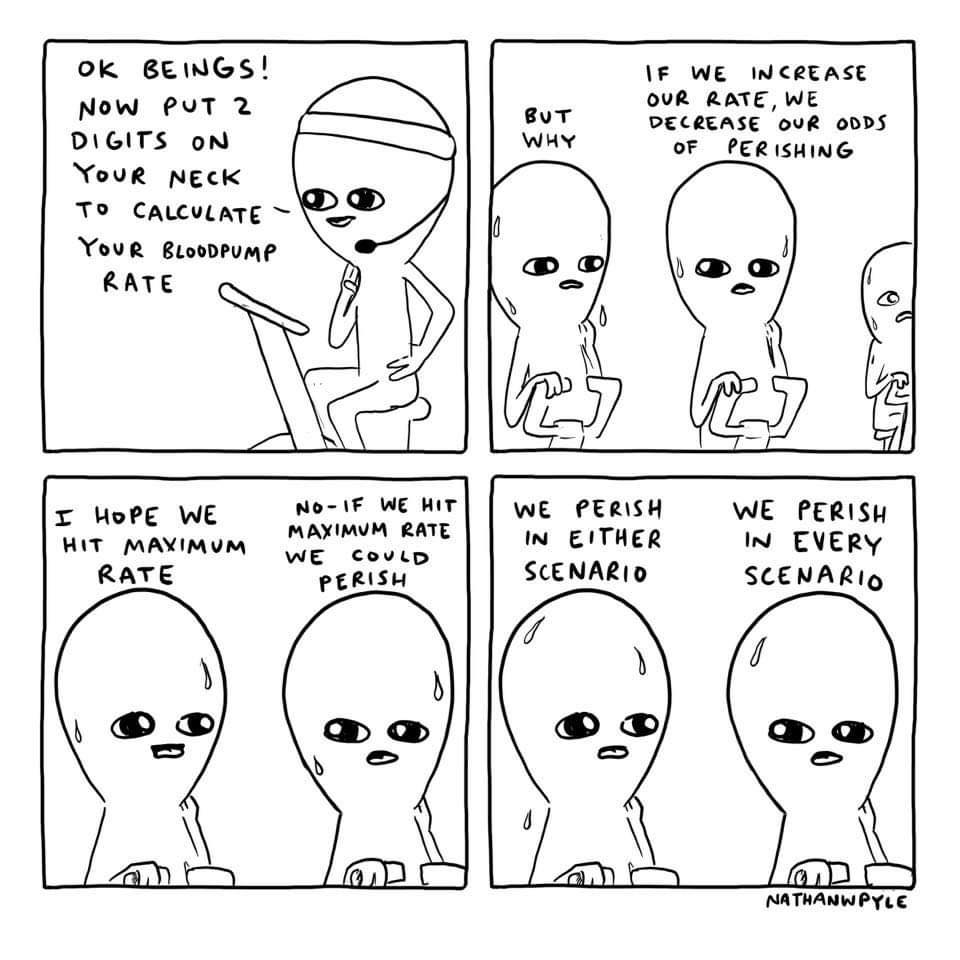 OK BEINGS!
NOW PUT 2
DIGITS ON
YOUR NECK
TO CALCULATE
YOUR BLOODPUMP
RATE
BUT
WHY
IF WE INCREASE
OUR RATE, WE
DECREASE OUR ODDS
OF PERISHING
I HOPE WE
HIT MAXIMUM
RATE
NO-IF WE HIT
MAXIMUM RATE
WE COULD
PERISH
WE PERISH
IN EITHER
SCENARIO
WE PERISH
IN EVERY
SCENARIO
NATHANWPYLE